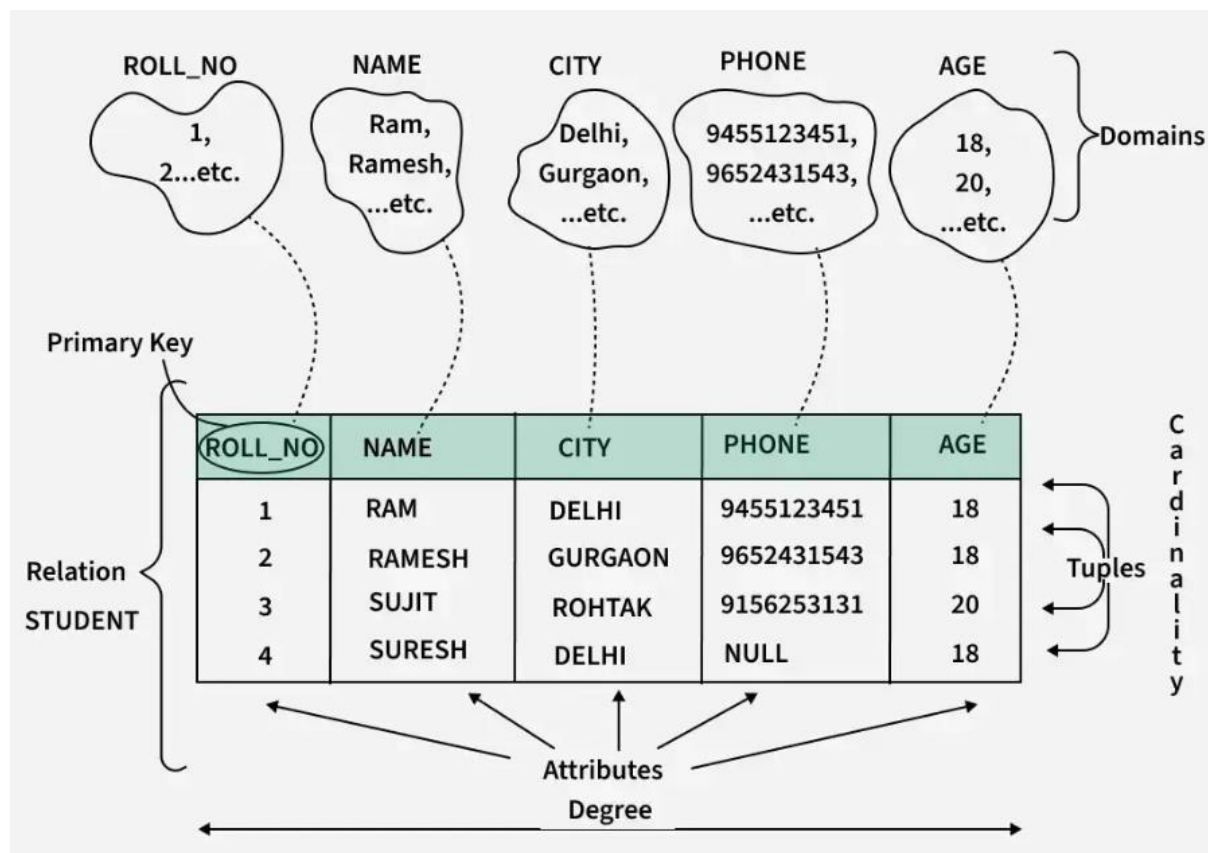 ROLL_NO NAME CITY PHONE AGE
1,
2...etc.
Ram,
Ramesh,
...etc.
Delhi,
Gurgaon,
...etc.
9455123451,
9652431543,
...etc.
18,
20,
...etc.
Domains
Primary Key
ROLL_NO NAME CITY PHONE AGE
1 RAM DELHI 9455123451 18
2 RAMESH GURGAON 9652431543 18
3 SUJIT ROHTAK 9156253131 20
4 SURESH DELHI NULL 18
Relation
STUDENT
Tuples
Cardinality
Attributes
Degree